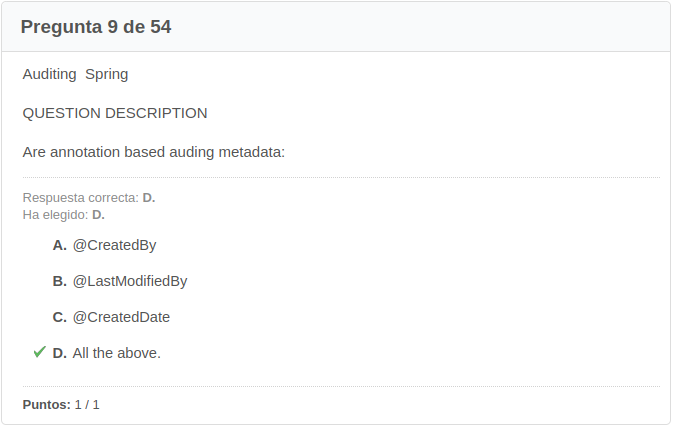 Pregunta 9 de 54
Auditing  Spring
QUESTION DESCRIPTION
Are annotation based auding metadata:
Respuesta correcta: D.
Ha elegido: D.
A. @CreatedBy
B. @LastModifiedBy
C. @CreatedDate
✔ D. All the above.
Puntos: 1 / 1